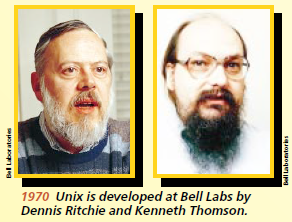 Bell Laboratories
Bell Laboratories
1970 Unix is developed at Bell Labs by
Dennis Ritchie and Kenneth Thomson.